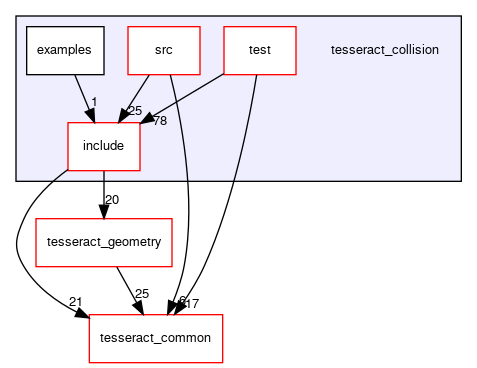 examples
src
test
tesseract_collision
1
25
78
include
20
tesseract_geometry
25
21
17
tesseract_common